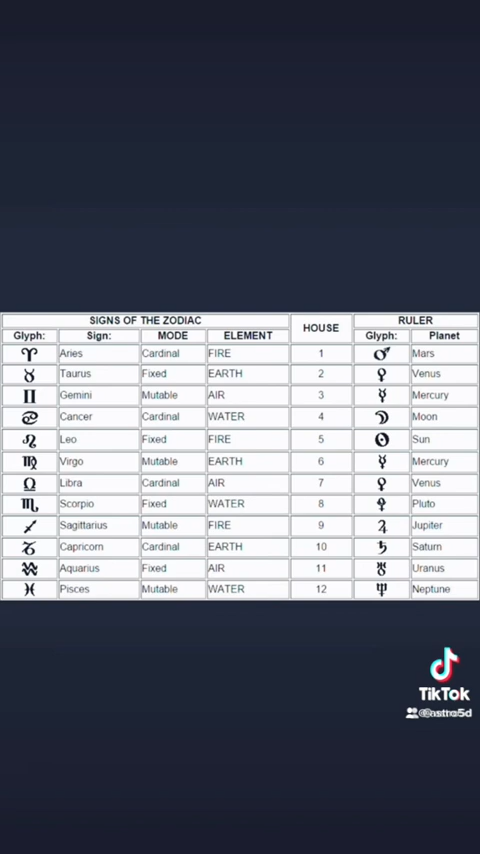 SIGNS OF THE ZODIAC HOUSE RULER
Glyph: Sign: MODE ELEMENT Glyph: Planet
♈ Aries Cardinal FIRE 1 ♂ Mars
♉ Taurus Fixed EARTH 2 ♀ Venus
♊ Gemini Mutable AIR 3 ☿ Mercury
♋ Cancer Cardinal WATER 4 ☽ Moon
♌ Leo Fixed FIRE 5 ☉ Sun
♍ Virgo Mutable EARTH 6 ☿ Mercury
♎ Libra Cardinal AIR 7 ♀ Venus
♏ Scorpio Fixed WATER 8 ⯓ Pluto
♐ Sagittarius Mutable FIRE 9 ♃ Jupiter
♑ Capricorn Cardinal EARTH 10 ♄ Saturn
♒ Aquarius Fixed AIR 11 ♅ Uranus
♓ Pisces Mutable WATER 12 ♆ Neptune
TikTok
@astro5d